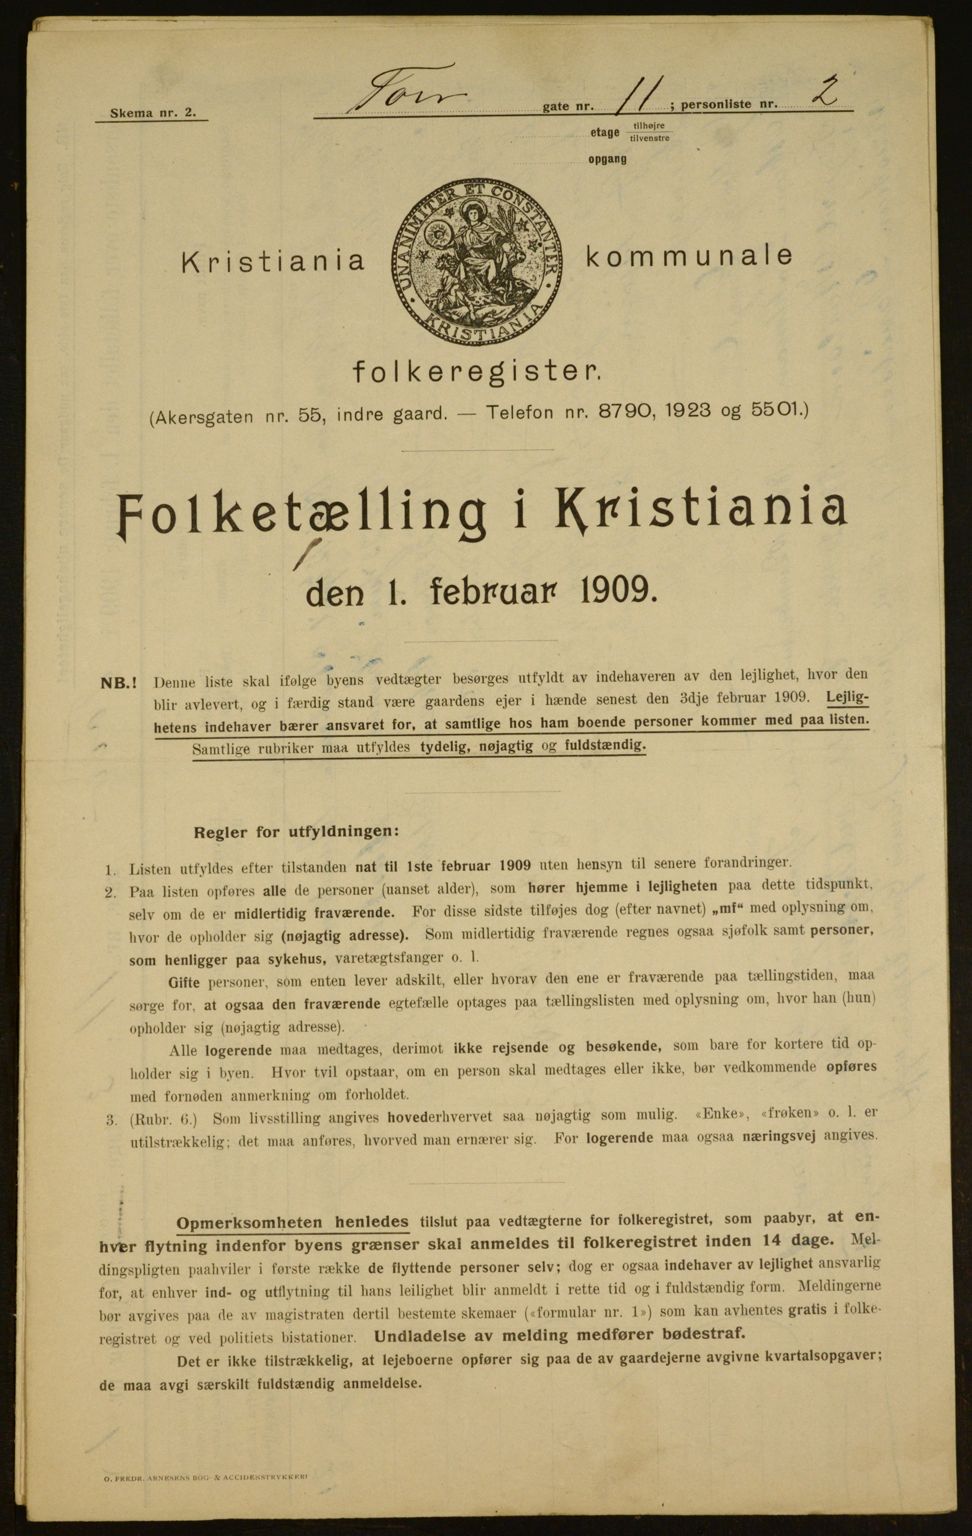 Skema nr. 2.
Torv gate nr. 11 ; personliste nr. 2
etage tilhøjre
tilvenstre
opgang
Kristiania kommunale
UNANIMITER ET CONSTANTER
KRISTIANIA
folkeregister.
(Akersgaten nr. 55, indre gaard. — Telefon nr. 8790, 1923 og 5501.)
Folketælling i Kristiania
den 1. februar 1909.
NB.! Denne liste skal ifølge byens vedtægter besørges utfyldt av indehaveren av den lejlighet, hvor den
blir avlevert, og i færdig stand være gaardens ejer i hænde senest den 3dje februar 1909. Lejlig-
hetens indehaver bærer ansvaret for, at samtlige hos ham boende personer kommer med paa listen.
Samtlige rubriker maa utfyldes tydelig, nøjagtig og fuldstændig.
Regler for utfyldningen:
1. Listen utfyldes efter tilstanden nat til 1ste februar 1909 uten hensyn til senere forandringer.
2. Paa listen opføres alle de personer (uanset alder), som hører hjemme i lejligheten paa dette tidspunkt,
selv om de er midlertidig fraværende. For disse sidste tilføjes dog (efter navnet) „mf“ med oplysning om,
hvor de opholder sig (nøjagtig adresse). Som midlertidig fraværende regnes ogsaa sjøfolk samt personer,
som henligger paa sykehus, varetægtsfanger o. l.
Gifte personer, som enten lever adskilt, eller hvorav den ene er fraværende paa tællingstiden, maa
sørge for, at ogsaa den fraværende egtefælle optages paa tællingslisten med oplysning om, hvor han (hun)
opholder sig (nøjagtig adresse).
Alle logerende maa medtages, derimot ikke rejsende og besøkende, som bare for kortere tid op-
holder sig i byen. Hvor tvil opstaar, om en person skal medtages eller ikke, bør vedkommende opføres
med fornøden anmerkning om forholdet.
3. (Rubr. 6.) Som livsstilling angives hovederhvervet saa nøjagtig som mulig. «Enke», «frøken» o. l. er
utilstrækkelig; det maa anføres, hvorved man ernærer sig. For logerende maa ogsaa næringsvej angives.
Opmerksomheten henledes tilslut paa vedtægterne for folkeregistret, som paabyr, at en-
hver flytning indenfor byens grænser skal anmeldes til folkeregistret inden 14 dage. Mel-
dingspligten paahviler i første række de flyttende personer selv; dog er ogsaa indehaver av lejlighet ansvarlig
for, at enhver ind- og utflytning til hans leilighet blir anmeldt i rette tid og i fuldstændig form. Meldingerne
bør avgives paa de av magistraten dertil bestemte skemaer («formular nr. 1») som kan avhentes gratis i folke-
registret og ved politiets bistationer. Undladelse av melding medfører bødestraf.
Det er ikke tilstrækkelig, at lejeboerne opfører sig paa de av gaardejerne avgivne kvartalsopgaver;
de maa avgi særskilt fuldstændig anmeldelse.
O. FREDR. ARNESENS BOG- & ACCIDENSTRYKKERI